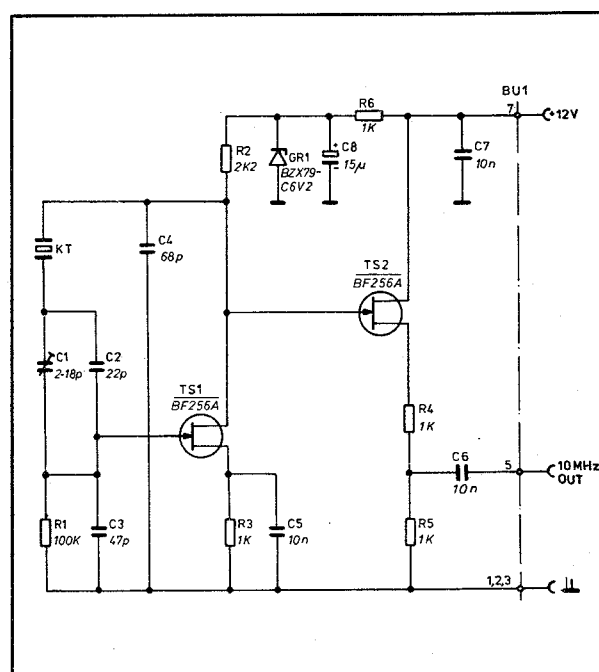 BU1
7
+12V
R6
1K
R2
2K2
GR1
BZX79-
C6V2
C8
+
15µ
-
C7
10n
KT
C4
68p
TS2
BF256A
C1
2-18p
C2
22p
TS1
BF256A
R4
1K
C6
10n
5
10MHz
OUT
R1
100K
C3
47p
R3
1K
C5
10n
R5
1K
1,2,3